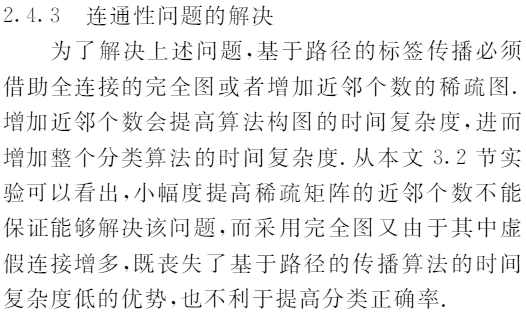 2.4.3 连通性问题的解决
为了解决上述问题,基于路径的标签传播必须
借助全连接的完全图或者增加近邻个数的稀疏图.
增加近邻个数会提高算法构图的时间复杂度,进而
增加整个分类算法的时间复杂度.从本文 3.2 节实
验可以看出,小幅度提高稀疏矩阵的近邻个数不能
保证能够解决该问题,而采用完全图又由于其中虚
假连接增多,既丧失了基于路径的传播算法的时间
复杂度低的优势,也不利于提高分类正确率.